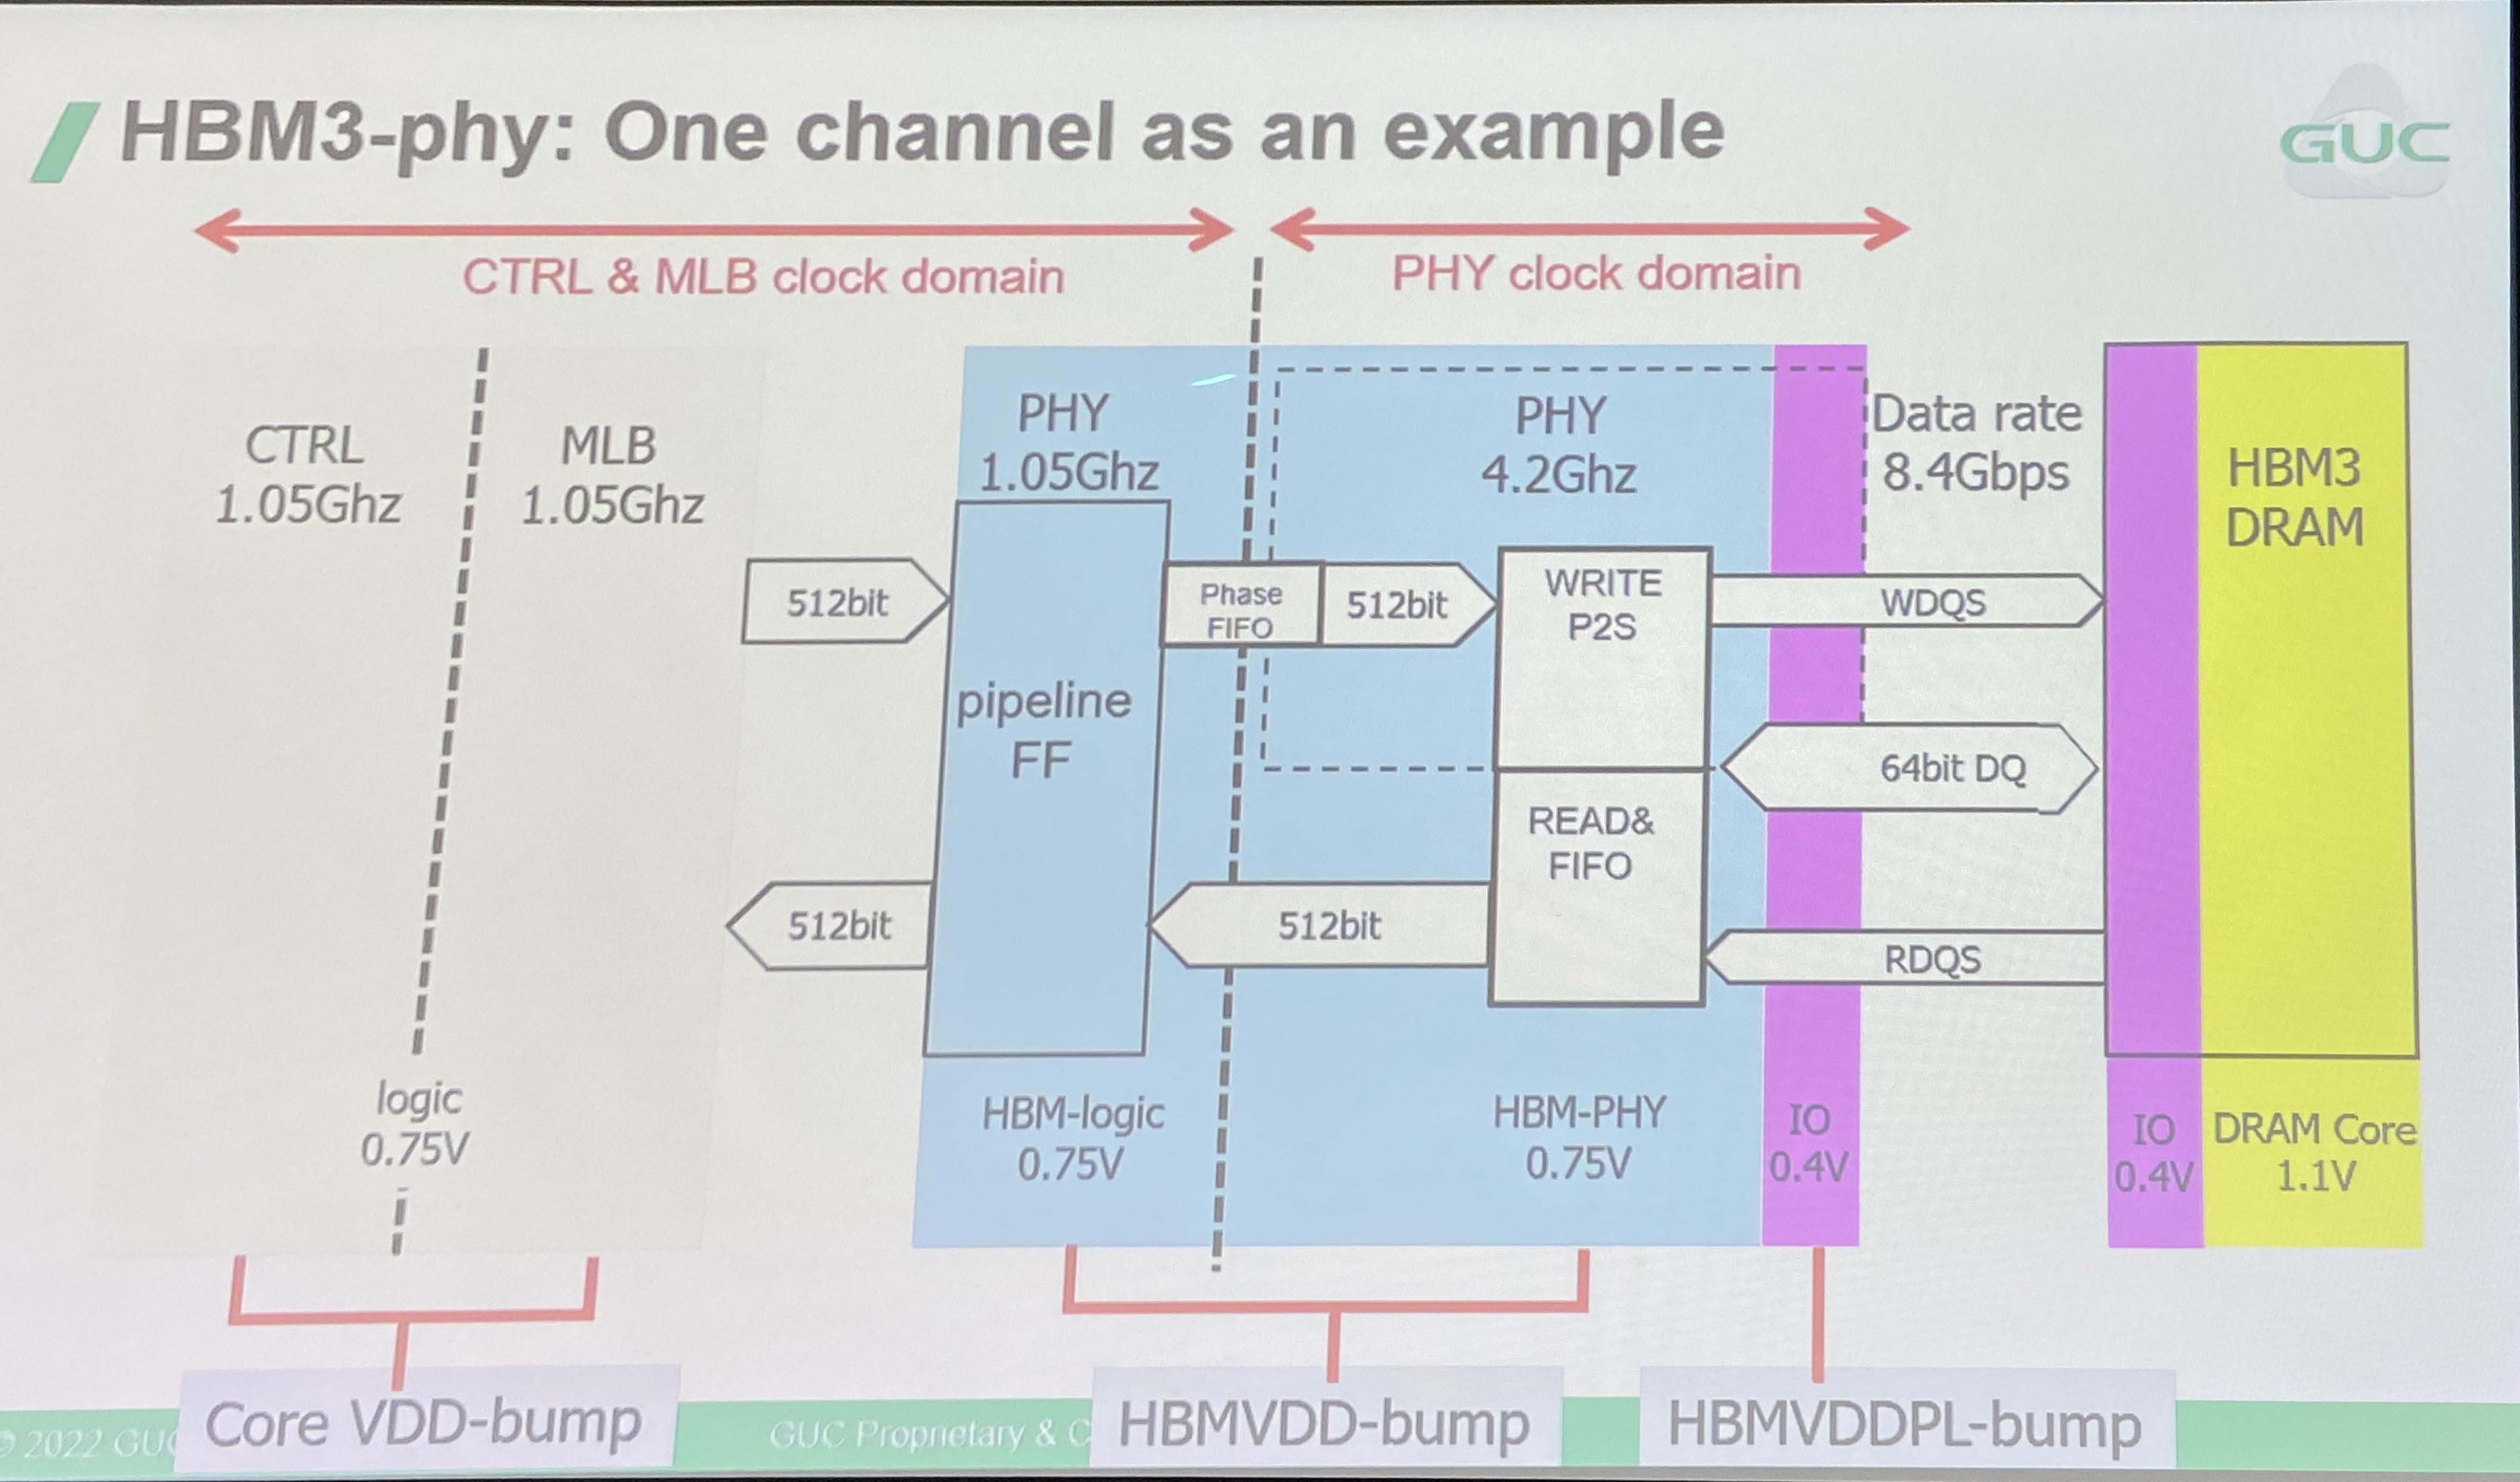 HBM3-phy: One channel as an example
GUC
CTRL & MLB clock domain
PHY clock domain
CTRL
1.05Ghz
MLB
1.05Ghz
PHY
1.05Ghz
PHY
4.2Ghz
Data rate
8.4Gbps
HBM3
DRAM
512bit
Phase
FIFO
512bit
WRITE
P2S
WDQS
pipeline
FF
64bit DQ
READ&
FIFO
512bit
512bit
RDQS
logic
0.75V
HBM-logic
0.75V
HBM-PHY
0.75V
IO
0.4V
IO
0.4V
DRAM Core
1.1V
Core VDD-bump
HBMVDD-bump
HBMVDDPL-bump
© 2022 GUC
GUC Proprietary & C